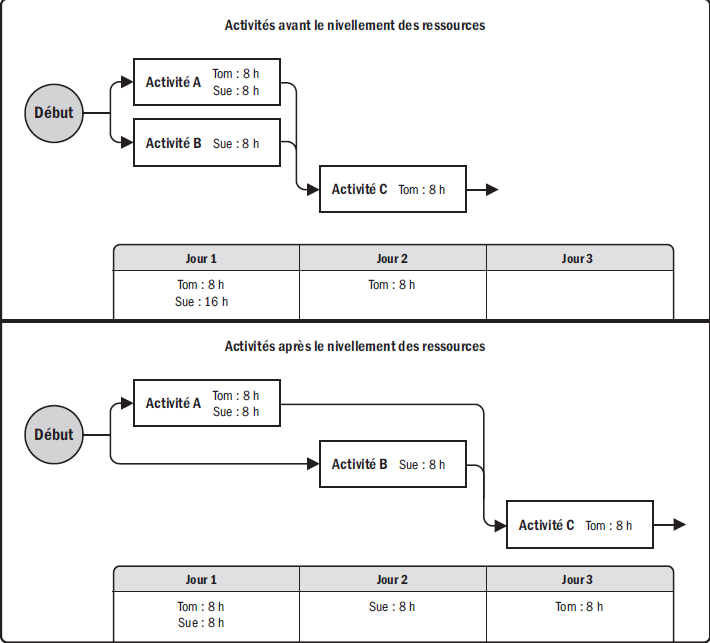 Activités avant le nivellement des ressources
Début
Activité A
Tom : 8 h
Sue : 8 h
Activité B Sue : 8 h
Activité C Tom : 8 h
Jour 1 Jour 2 Jour 3
Tom : 8 h Tom : 8 h
Sue : 16 h
Activités après le nivellement des ressources
Début
Activité A
Tom : 8 h
Sue : 8 h
Activité B Sue : 8 h
Activité C Tom : 8 h
Jour 1 Jour 2 Jour 3
Tom : 8 h Sue : 8 h Tom : 8 h
Sue : 8 h